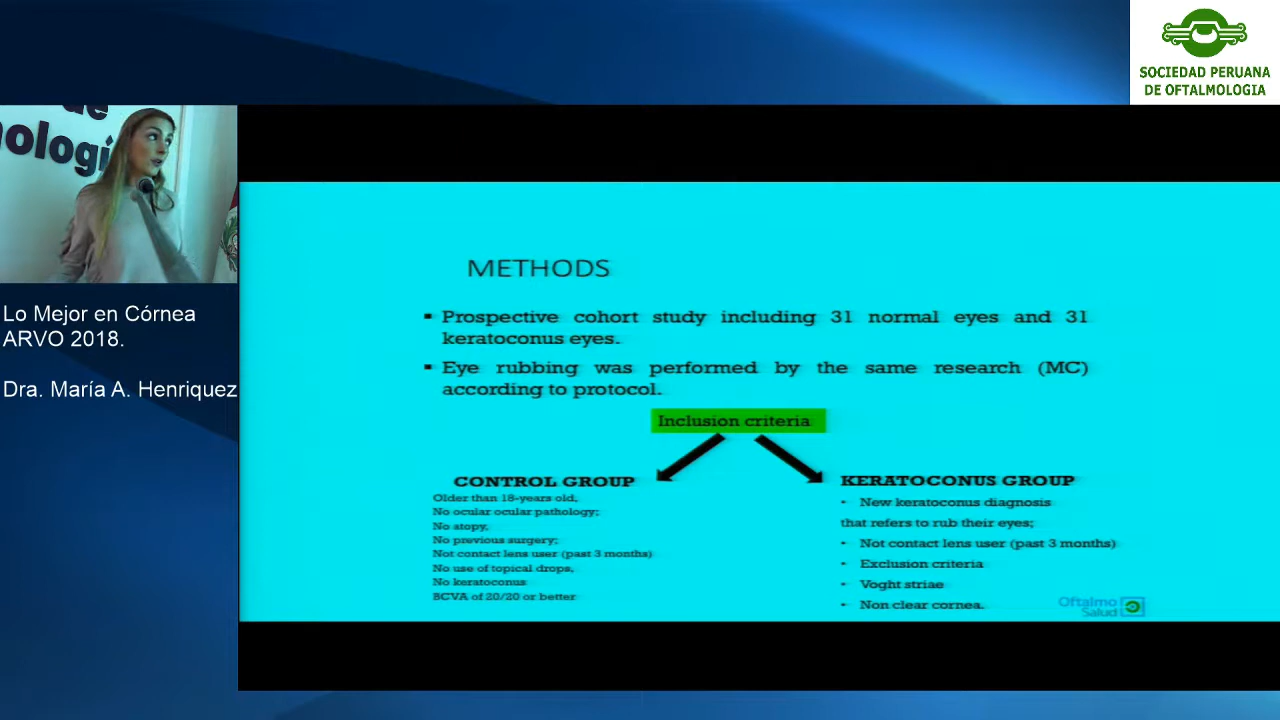 SOCIEDAD PERUANA
DE OFTALMOLOGIA
de
nología
Lo Mejor en Córnea
ARVO 2018.
Dra. María A. Henriquez
METHODS
▪ Prospective cohort study including 31 normal eyes and 31
keratoconus eyes.
▪ Eye rubbing was performed by the same research (MC)
according to protocol.
Inclusion criteria
CONTROL GROUP
Older than 18-years old,
No ocular ocular pathology;
No atopy,
No previous surgery;
Not contact lens user (past 3 months)
No use of topical drops,
No keratoconus
BCVA of 20/20 or better
KERATOCONUS GROUP
• New keratoconus diagnosis
that refers to rub their eyes;
• Not contact lens user (past 3 months)
• Exclusion criteria
• Voght striae
• Non clear cornea.
Oftalmo
Salud